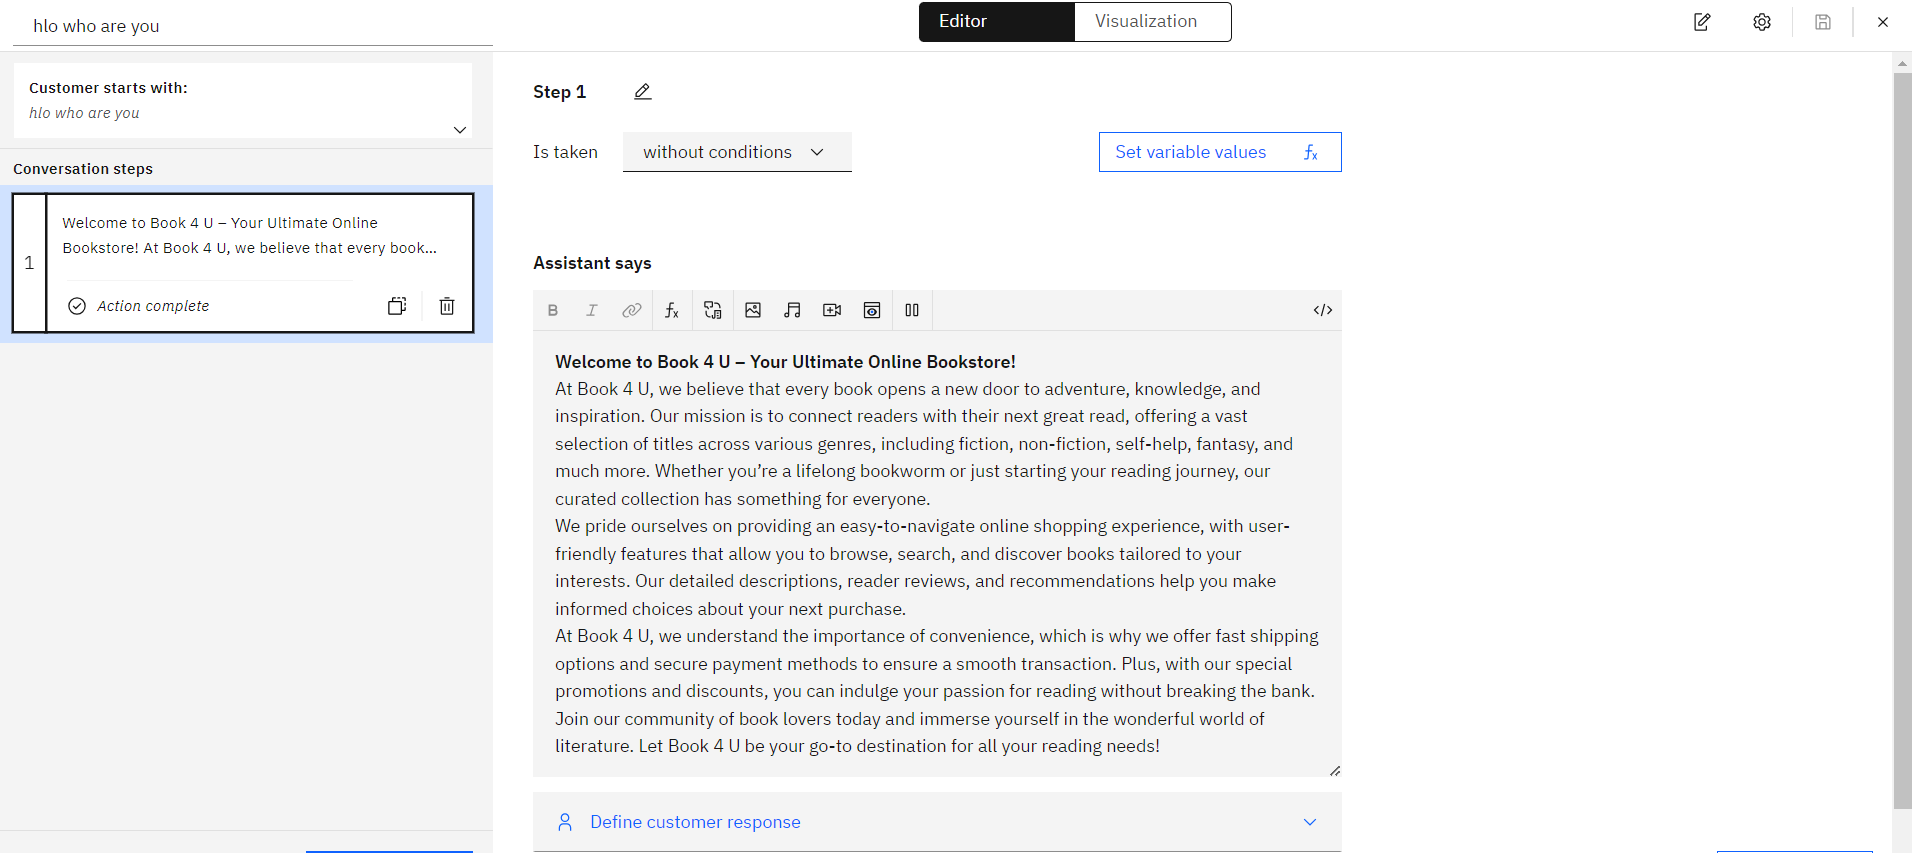 hlo who are you
Editor
Visualization
Customer starts with:
hlo who are you
Conversation steps
1
Welcome to Book 4 U – Your Ultimate Online
Bookstore! At Book 4 U, we believe that every book...
Action complete
Step 1
Is taken
without conditions
Set variable values
fx
Assistant says
B
I
fx
</>
Welcome to Book 4 U – Your Ultimate Online Bookstore!
At Book 4 U, we believe that every book opens a new door to adventure, knowledge, and
inspiration. Our mission is to connect readers with their next great read, offering a vast
selection of titles across various genres, including fiction, non-fiction, self-help, fantasy, and
much more. Whether you’re a lifelong bookworm or just starting your reading journey, our
curated collection has something for everyone.
We pride ourselves on providing an easy-to-navigate online shopping experience, with user-
friendly features that allow you to browse, search, and discover books tailored to your
interests. Our detailed descriptions, reader reviews, and recommendations help you make
informed choices about your next purchase.
At Book 4 U, we understand the importance of convenience, which is why we offer fast shipping
options and secure payment methods to ensure a smooth transaction. Plus, with our special
promotions and discounts, you can indulge your passion for reading without breaking the bank.
Join our community of book lovers today and immerse yourself in the wonderful world of
literature. Let Book 4 U be your go-to destination for all your reading needs!
Define customer response